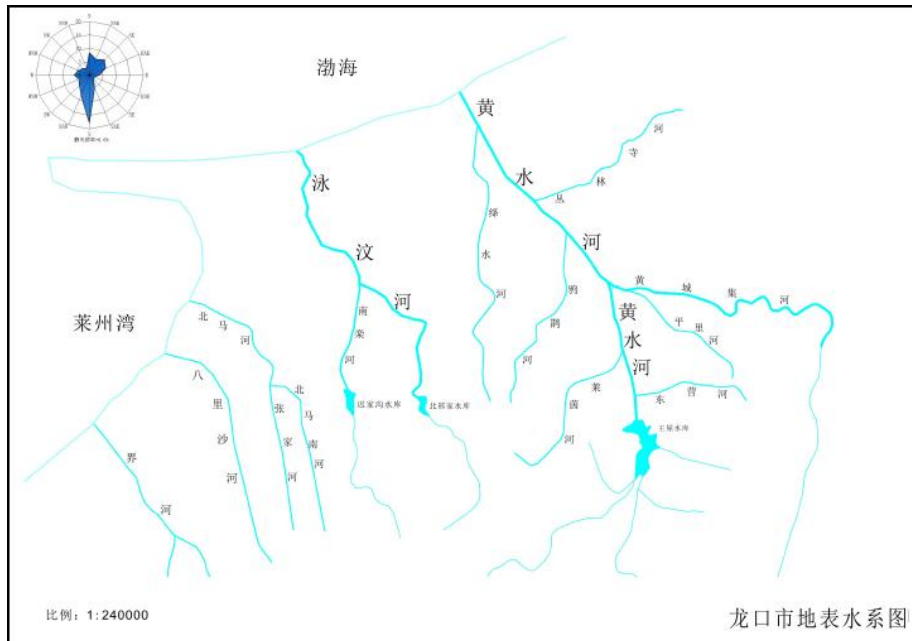 渤海
莱州湾
黄水河
泳汶河
丛林寺河
绛水河
鸦鹊河
黄城集河
平里河
黄水河
莱茵河
东营河
王屋水库
南栾河
迟家沟水库
北邢家水库
北马河
八里沙河
张家河
北马南河
界河
比例：1:240000
龙口市地表水系图